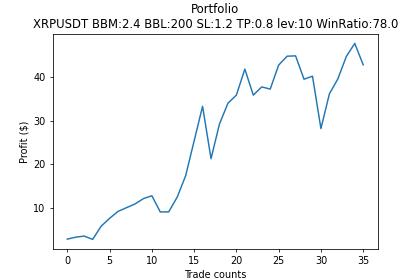 Portfolio
XRPUSDT BBM:2.4 BBL:200 SL:1.2 TP:0.8 lev:10 WinRatio:78.0
Profit ($)
40
30
20
10
0 5 10 15 20 25 30 35
Trade counts